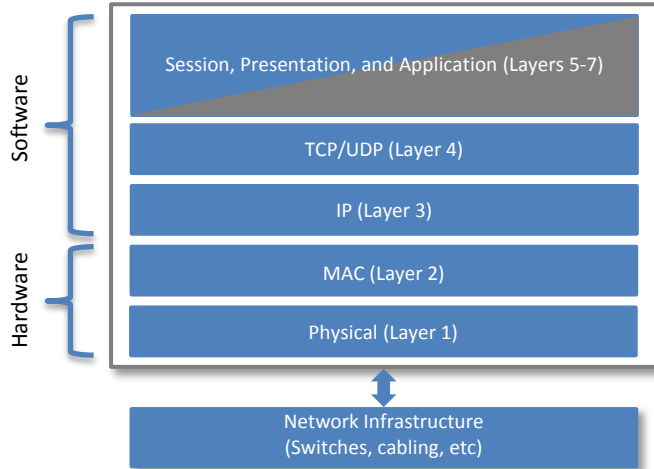 Software
Session, Presentation, and Application (Layers 5-7)
TCP/UDP (Layer 4)
IP (Layer 3)
Hardware
MAC (Layer 2)
Physical (Layer 1)
Network Infrastructure
(Switches, cabling, etc)